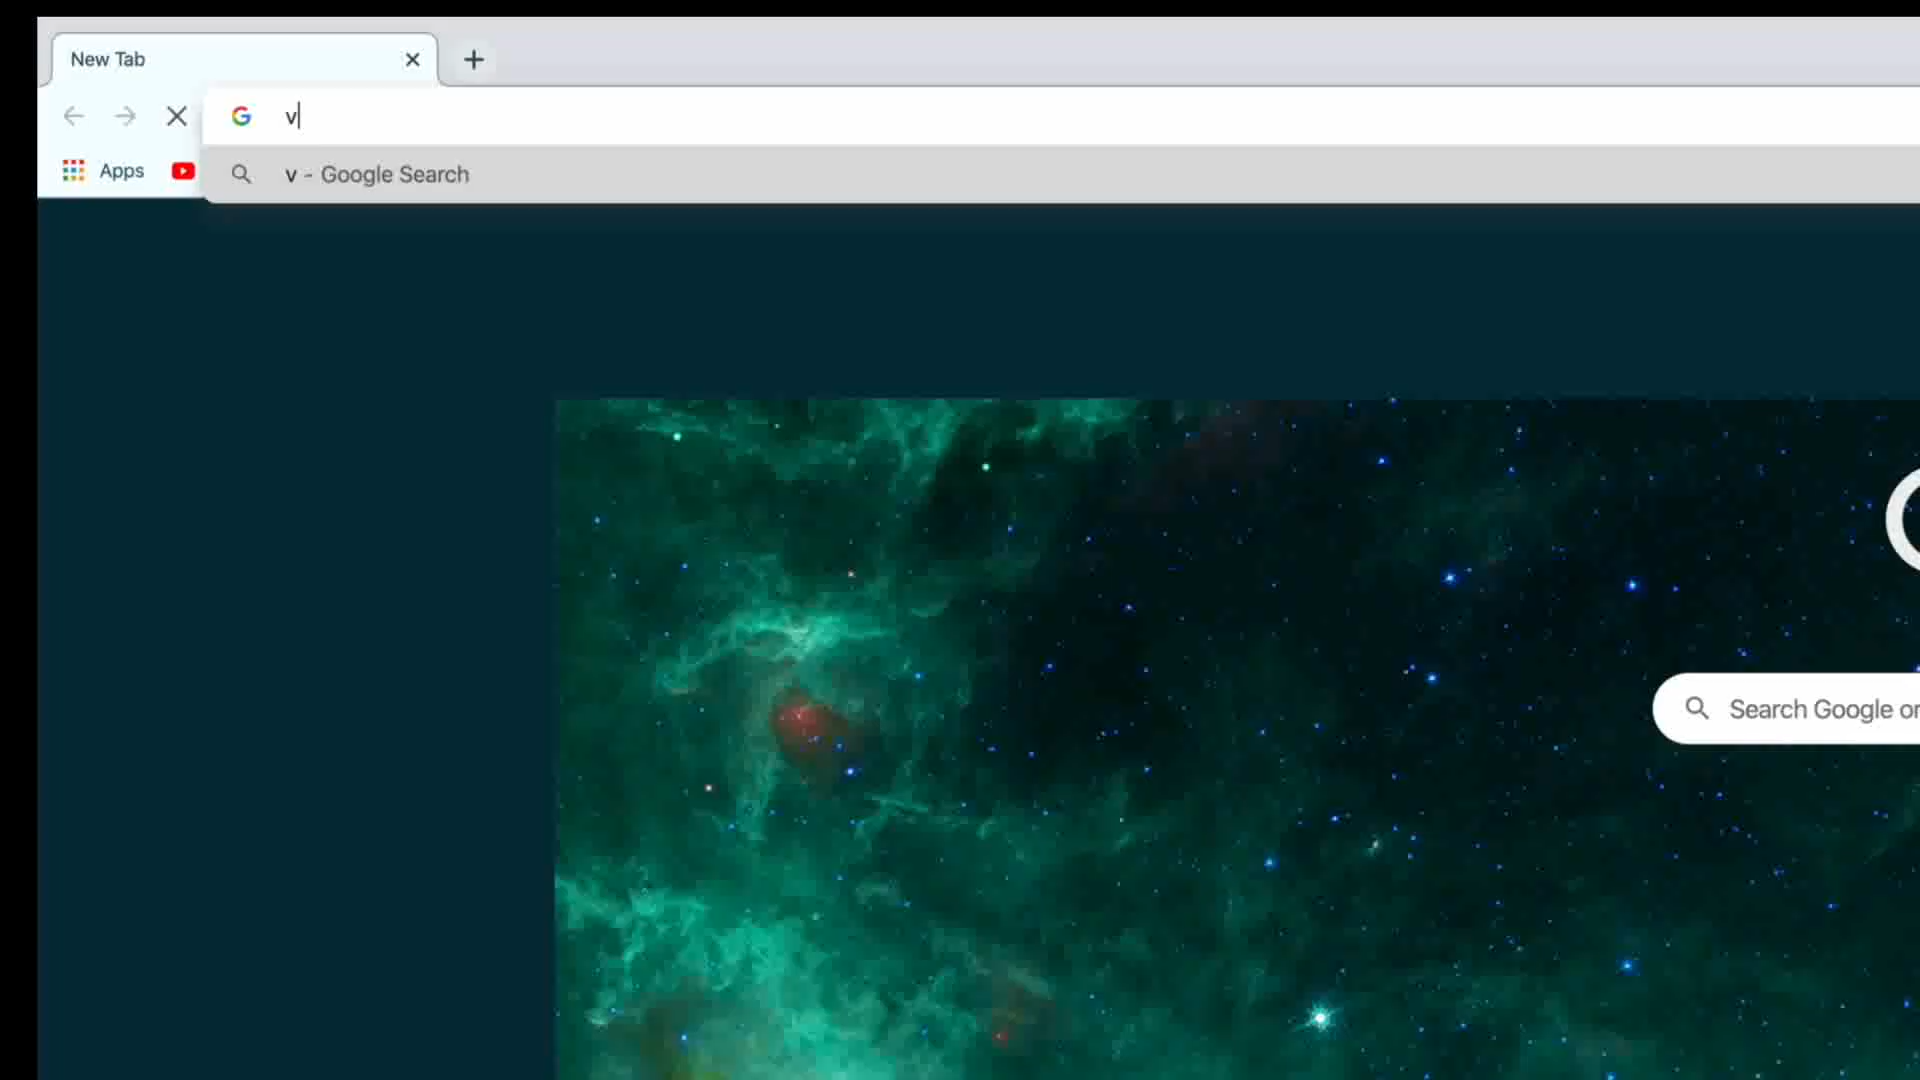 New Tab
v
Apps
v - Google Search
Search Google or